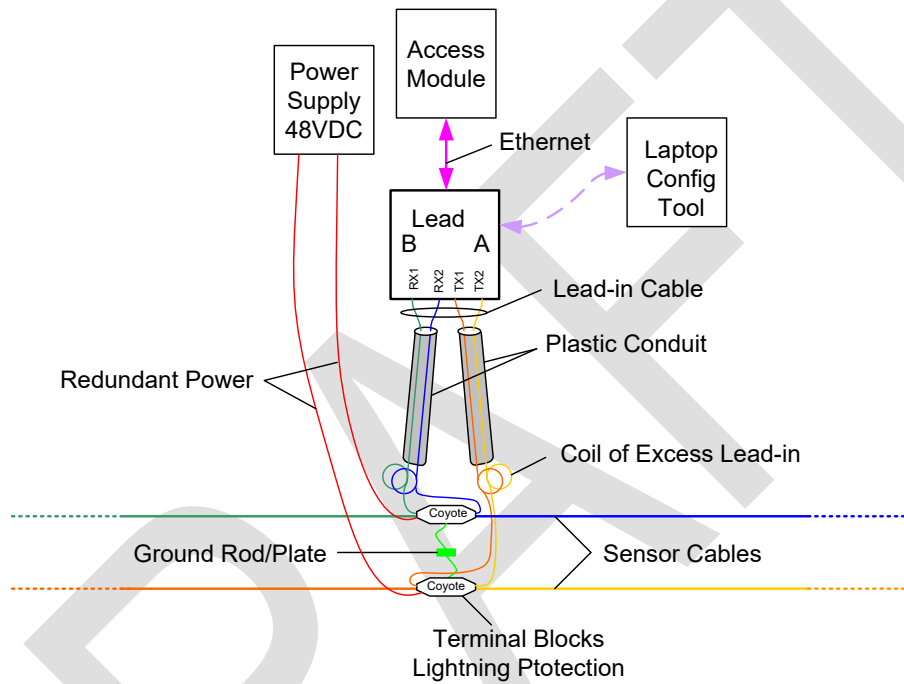 Power
Supply
48VDC
Access
Module
Ethernet
Laptop
Config
Tool
Lead
B A
RX1
RX2
TX1
TX2
Lead-in Cable
Plastic Conduit
Redundant Power
Coil of Excess Lead-in
Coyote
Ground Rod/Plate
Sensor Cables
Coyote
Terminal Blocks
Lightning Ptotection
DRAFT